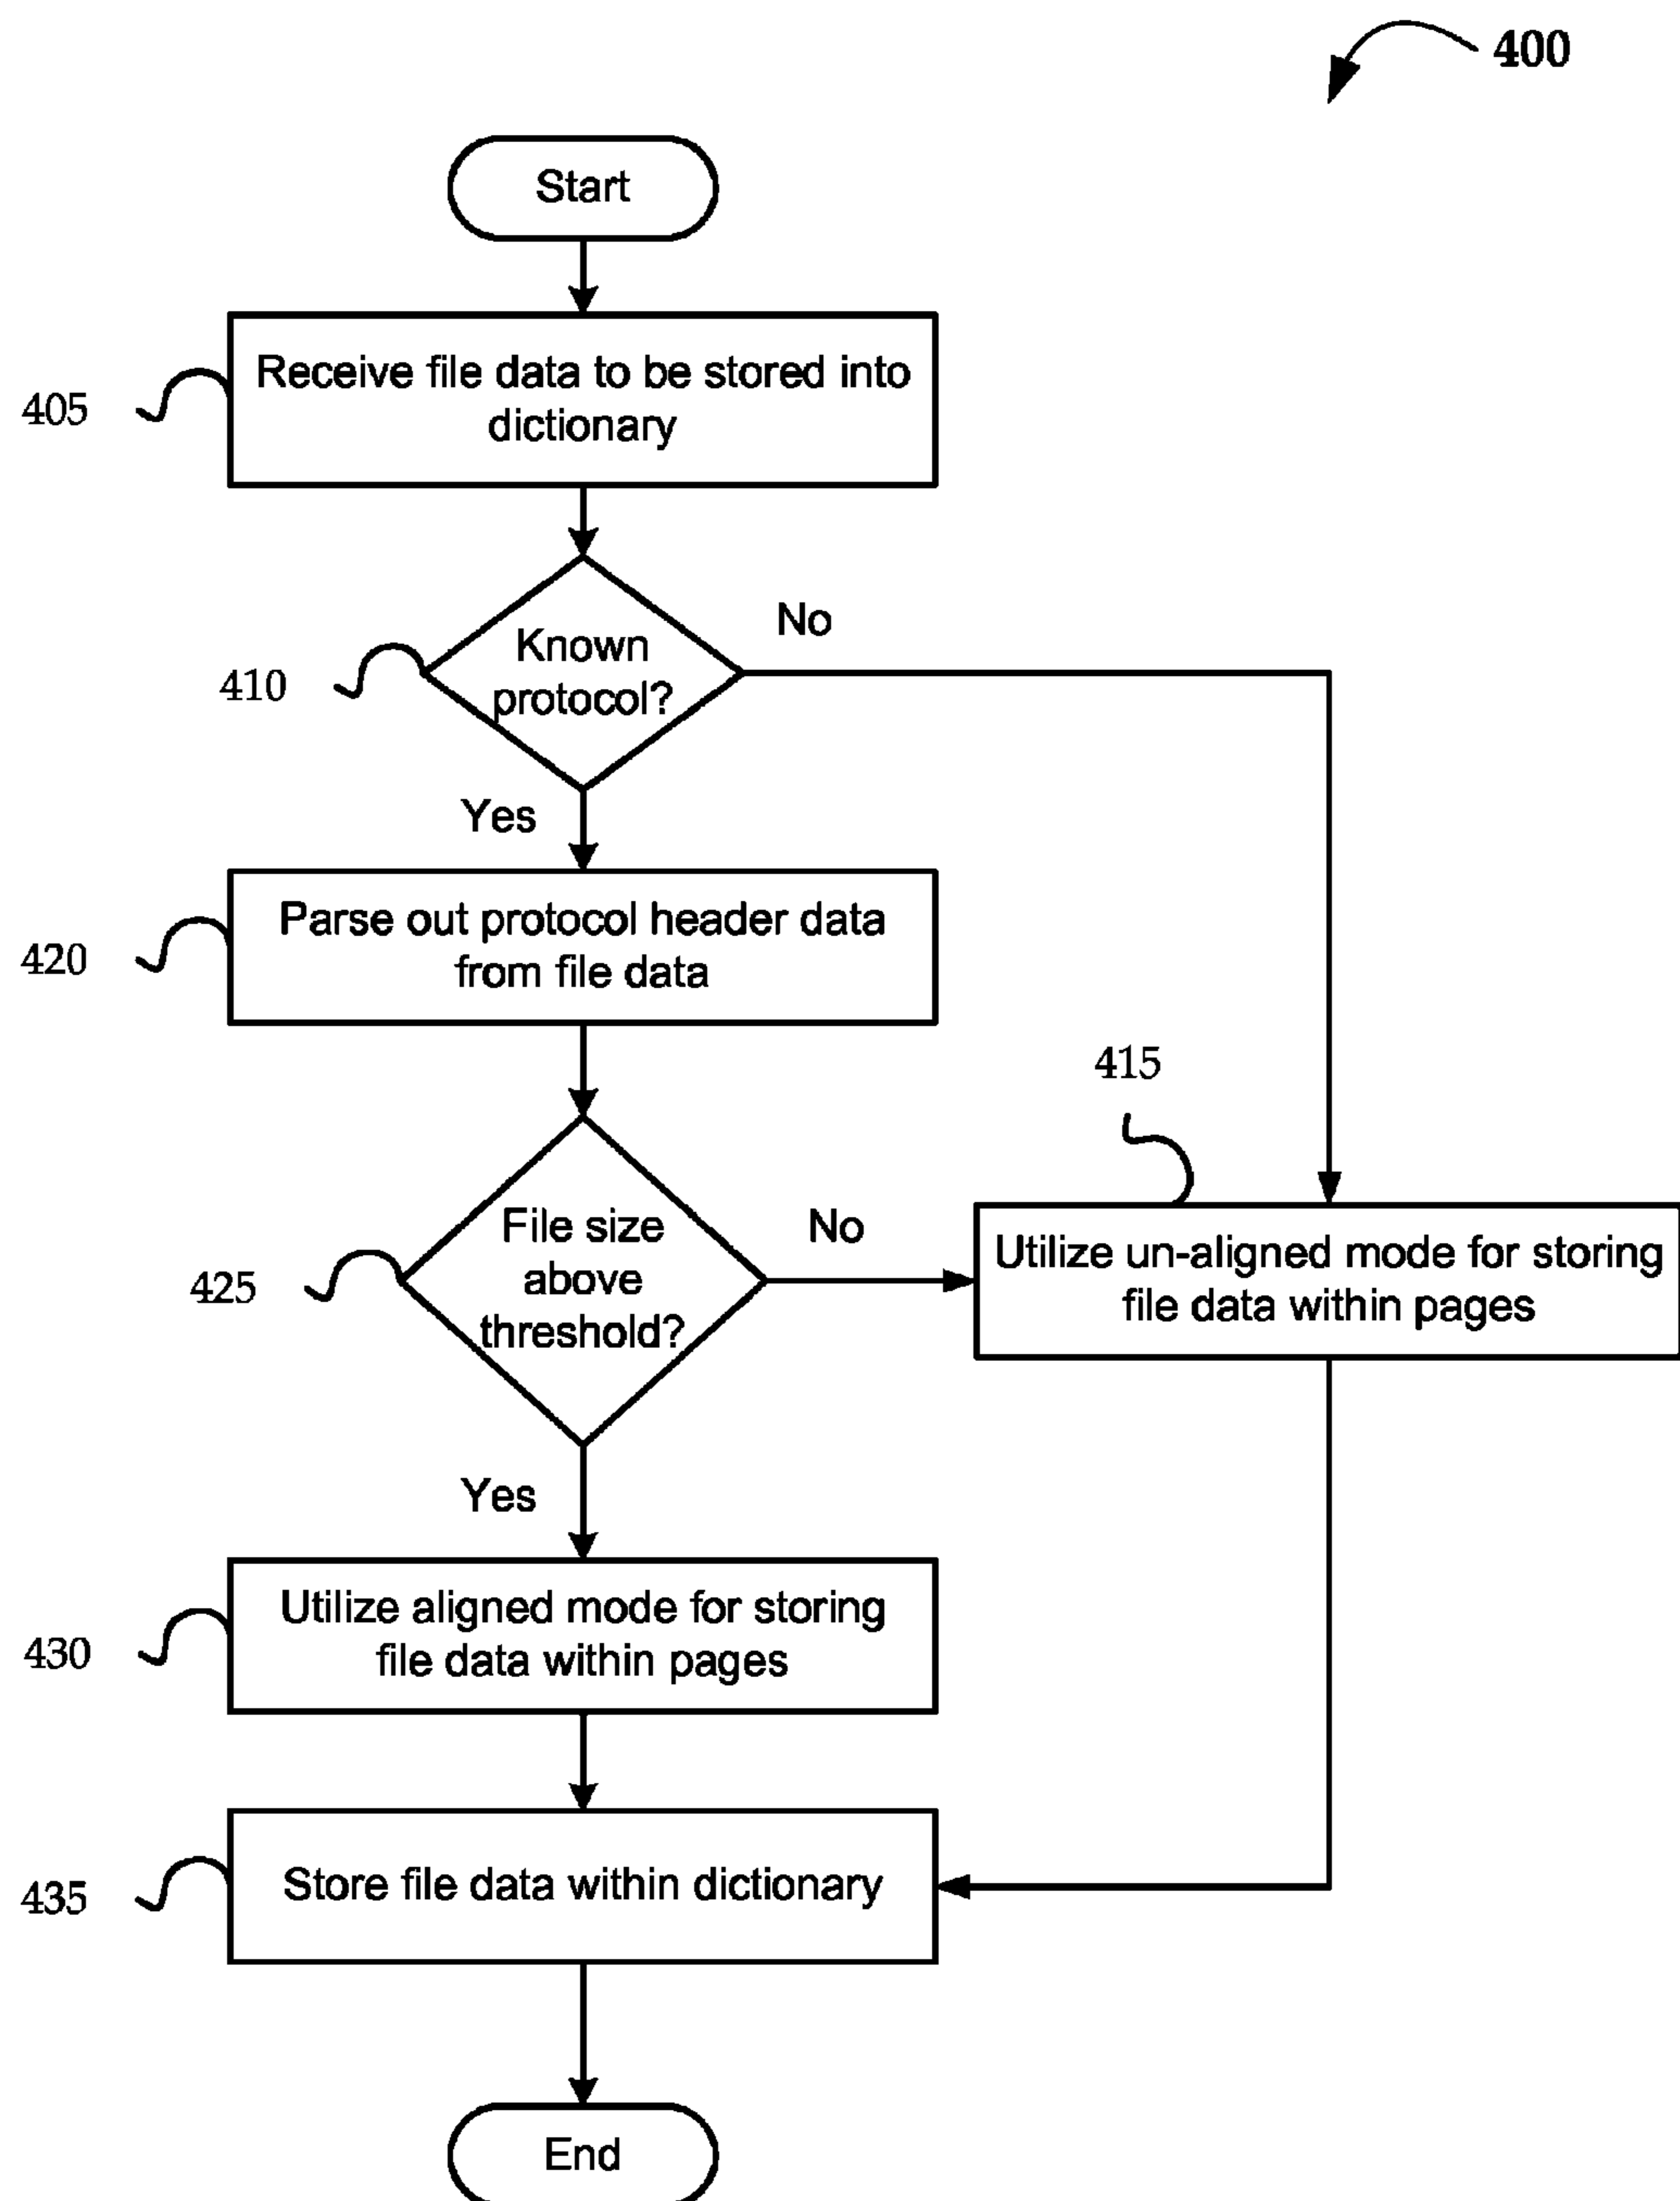 400
Start
405
Receive file data to be stored into
dictionary
410
Known
protocol?
No
Yes
420
Parse out protocol header data
from file data
415
425
File size
above
threshold?
No
Utilize un-aligned mode for storing
file data within pages
Yes
430
Utilize aligned mode for storing
file data within pages
435
Store file data within dictionary
End